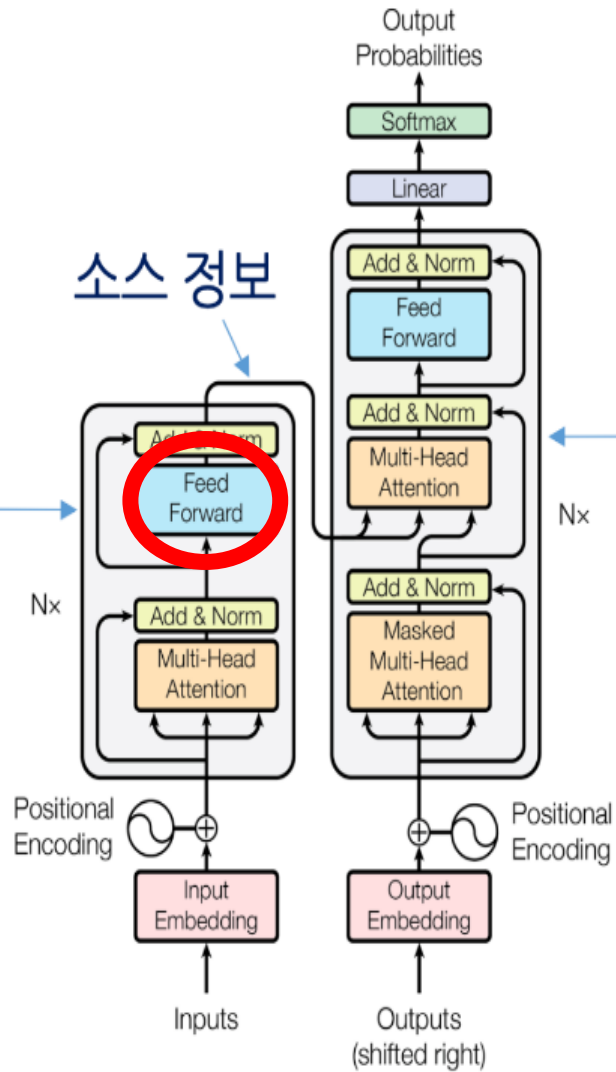 Output
Probabilities
Softmax
Linear
Add & Norm
Feed
Forward
Add & Norm
Multi-Head
Attention
Nx
Add & Norm
Masked
Multi-Head
Attention
소스 정보
Add & Norm
Feed
Forward
Nx
Add & Norm
Multi-Head
Attention
Positional
Encoding
Positional
Encoding
Input
Embedding
Output
Embedding
Inputs
Outputs
(shifted right)